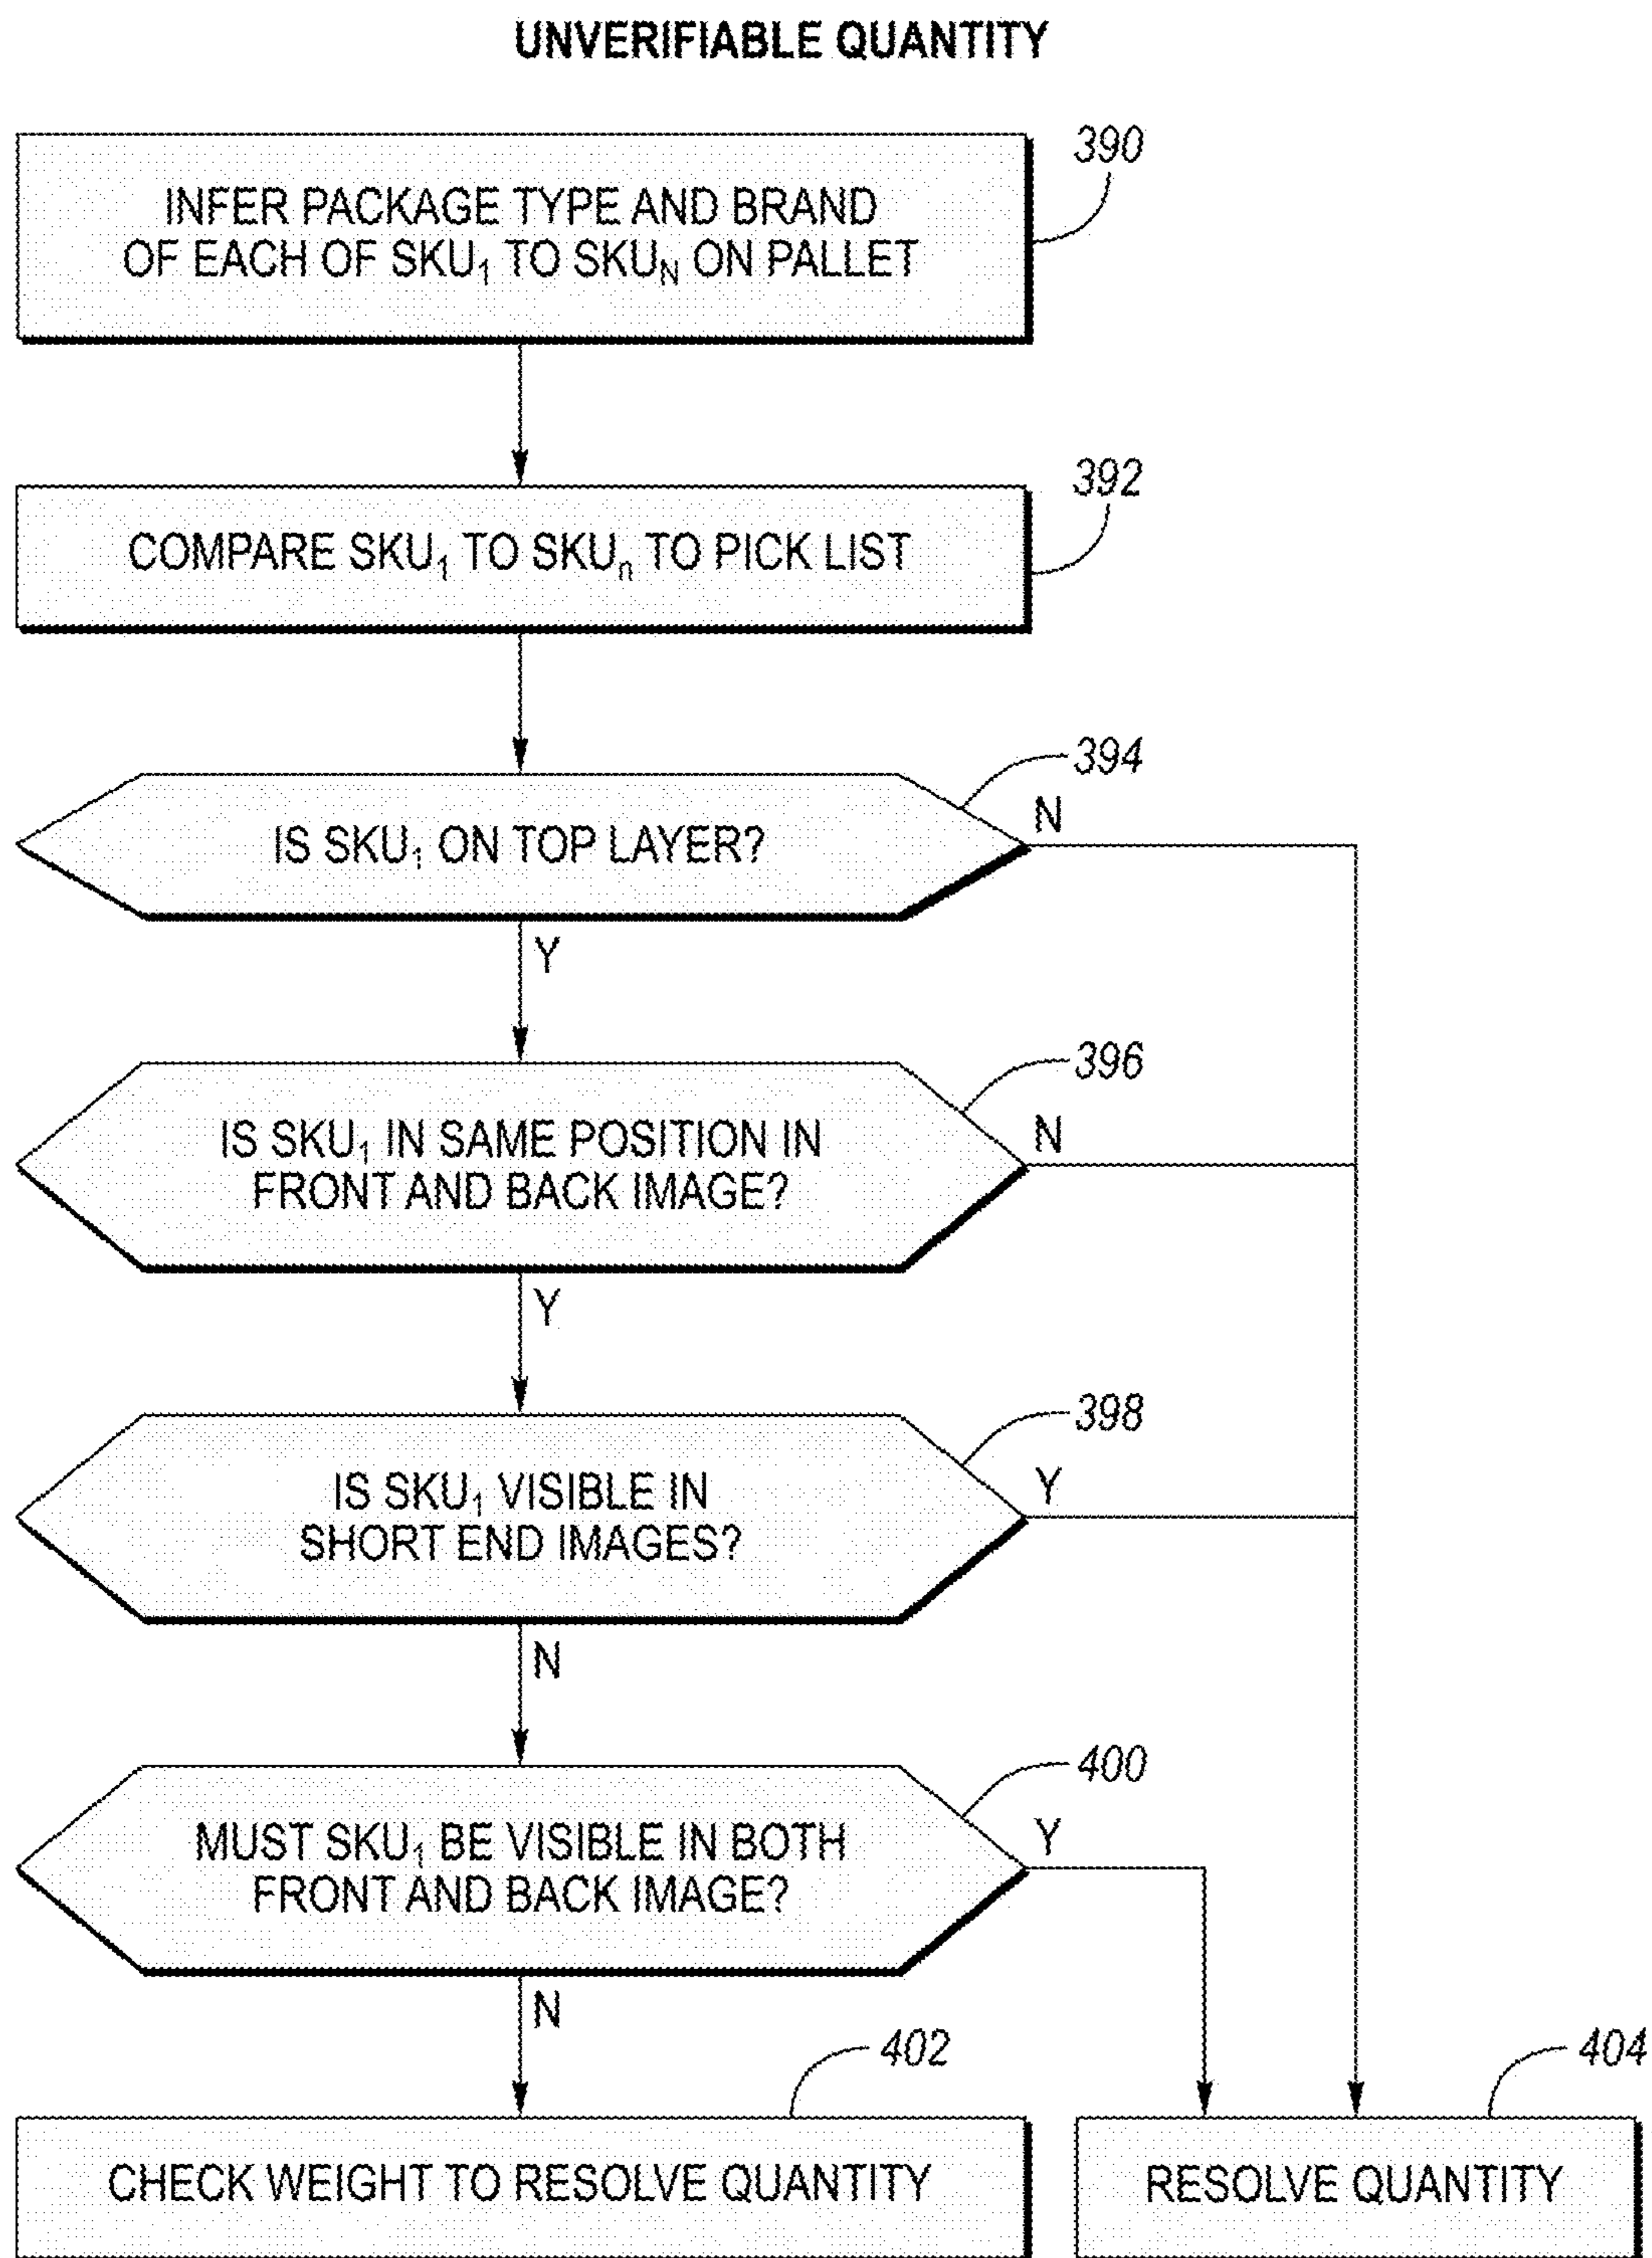 UNVERIFIABLE QUANTITY
390
INFER PACKAGE TYPE AND BRAND
OF EACH OF SKU₁ TO SKU_N ON PALLET
392
COMPARE SKU₁ TO SKUₙ TO PICK LIST
394
N
IS SKU₁ ON TOP LAYER?
Y
396
N
IS SKU₁ IN SAME POSITION IN
FRONT AND BACK IMAGE?
Y
398
Y
IS SKU₁ VISIBLE IN
SHORT END IMAGES?
N
400
Y
MUST SKU₁ BE VISIBLE IN BOTH
FRONT AND BACK IMAGE?
N
402
404
CHECK WEIGHT TO RESOLVE QUANTITY
RESOLVE QUANTITY